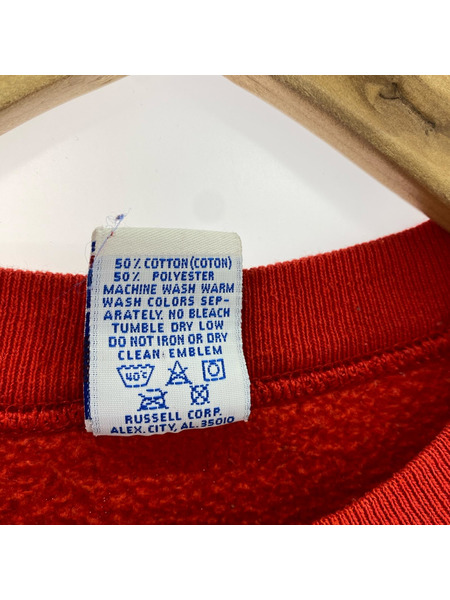 50% COTTON (COTON)
50% POLYESTER
MACHINE WASH WARM
WASH COLORS SEP-
ARATELY. NO BLEACH
TUMBLE DRY LOW
DO NOT IRON OR DRY
CLEAN EMBLEM
40°C
RUSSELL CORP.
ALEX. CITY, AL. 35010